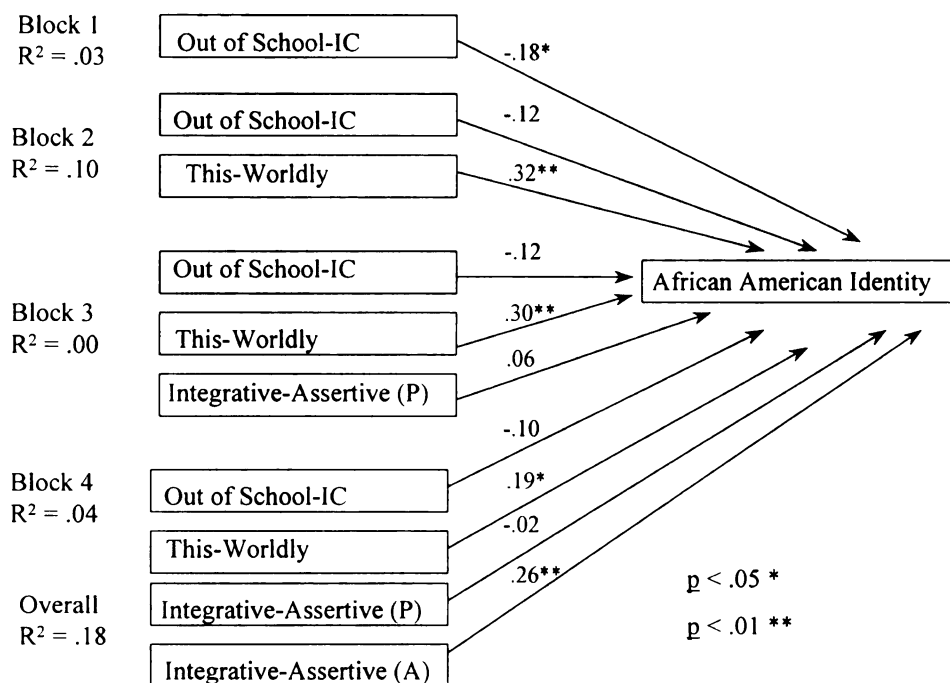 Block 1
R² = .03
Out of School-IC
-.18*
Block 2
R² = .10
Out of School-IC
-.12
This-Worldly
.32**
Block 3
R² = .00
Out of School-IC
-.12
This-Worldly
.30**
Integrative-Assertive (P)
.06
African American Identity
Block 4
R² = .04
Out of School-IC
-.10
This-Worldly
.19*
Integrative-Assertive (P)
-.02
Integrative-Assertive (A)
.26**
Overall
R² = .18
p < .05 *
p < .01 **